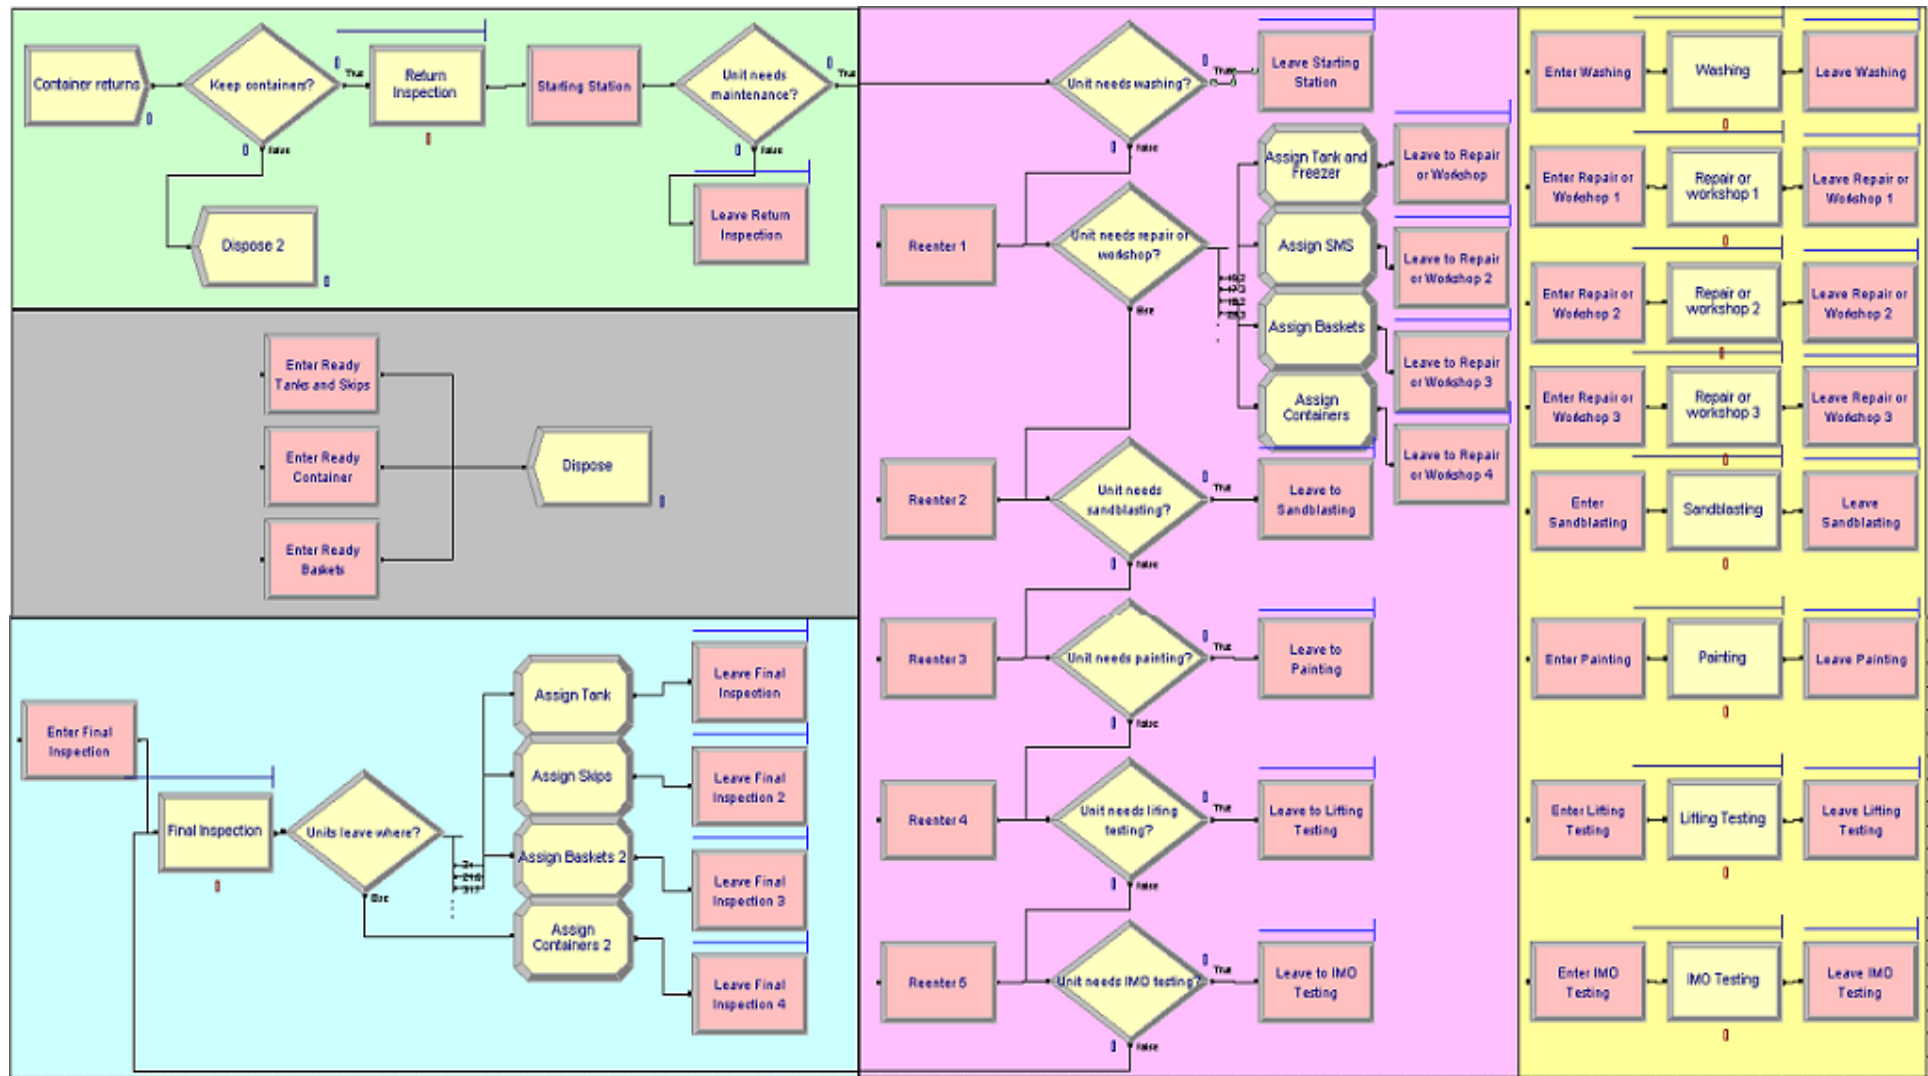 Container returns
Keep containers?
True
Return
Inspection
Starting Station
Unit needs
maintenance?
True
False
False
Dispose 2
Leave Return
Inspection
Enter Ready
Tanks and Skips
Enter Ready
Container
Enter Ready
Baskets
Dispose
Enter Final
Inspection
Final Inspection
Units leave where?
Else
Assign Tank
Assign Skips
Assign Baskets 2
Assign
Containers 2
Leave Final
Inspection
Leave Final
Inspection 2
Leave Final
Inspection 3
Leave Final
Inspection 4
Unit needs washing?
True
False
Leave Starting
Station
Reenter 1
Unit needs repair or
workshop?
Else
Assign Tank and
Freezer
Assign SMS
Assign Baskets
Assign
Containers
Leave to Repair
or Workshop
Leave to Repair
or Workshop 2
Leave to Repair
or Workshop 3
Leave to Repair
or Workshop 4
Reenter 2
Unit needs
sandblasting?
True
False
Leave to
Sandblasting
Reenter 3
Unit needs painting?
True
False
Leave to
Painting
Reenter 4
Unit needs liting
testing?
True
False
Leave to Lifting
Testing
Reenter 5
Unit needs IMO testing?
True
False
Leave to IMO
Testing
Enter Washing
Washing
Leave Washing
Enter Repair or
Workshop 1
Repair or
workshop 1
Leave Repair or
Workshop 1
Enter Repair or
Workshop 2
Repair or
workshop 2
Leave Repair or
Workshop 2
Enter Repair or
Workshop 3
Repair or
workshop 3
Leave Repair or
Workshop 3
Enter
Sandblasting
Sandblasting
Leave
Sandblasting
Enter Painting
Painting
Leave Painting
Enter Lifting
Testing
Lifting Testing
Leave Lifting
Testing
Enter IMO
Testing
IMO Testing
Leave IMO
Testing